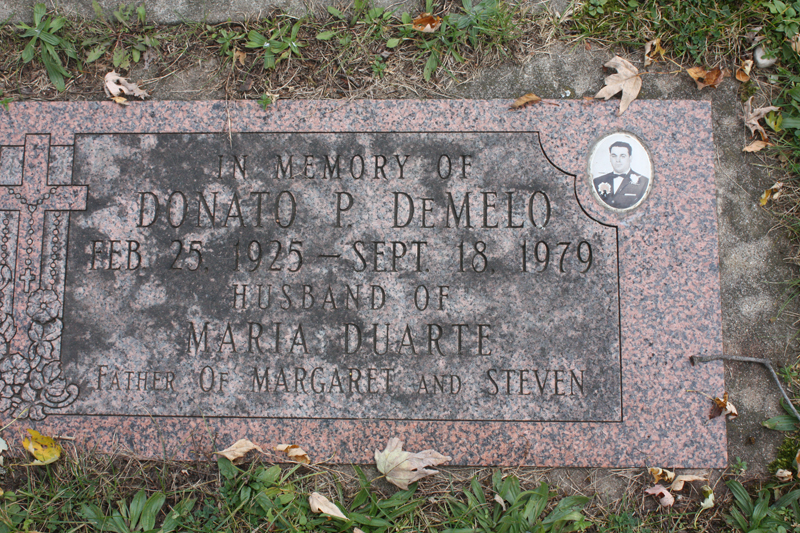 IN MEMORY OF
DONATO P. DEMELO
FEB. 25, 1925 – SEPT. 18, 1979
HUSBAND OF
MARIA DUARTE
FATHER OF MARGARET AND STEVEN